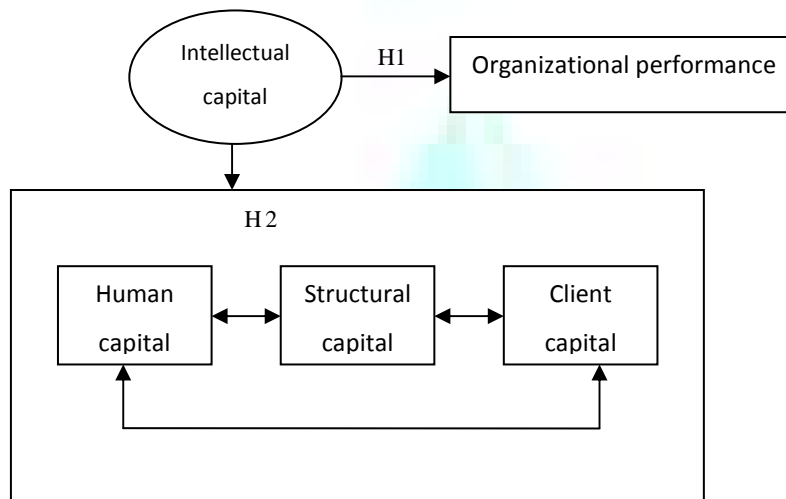 Intellectual
capital
H1
Organizational performance
H2
Human
capital
Structural
capital
Client
capital